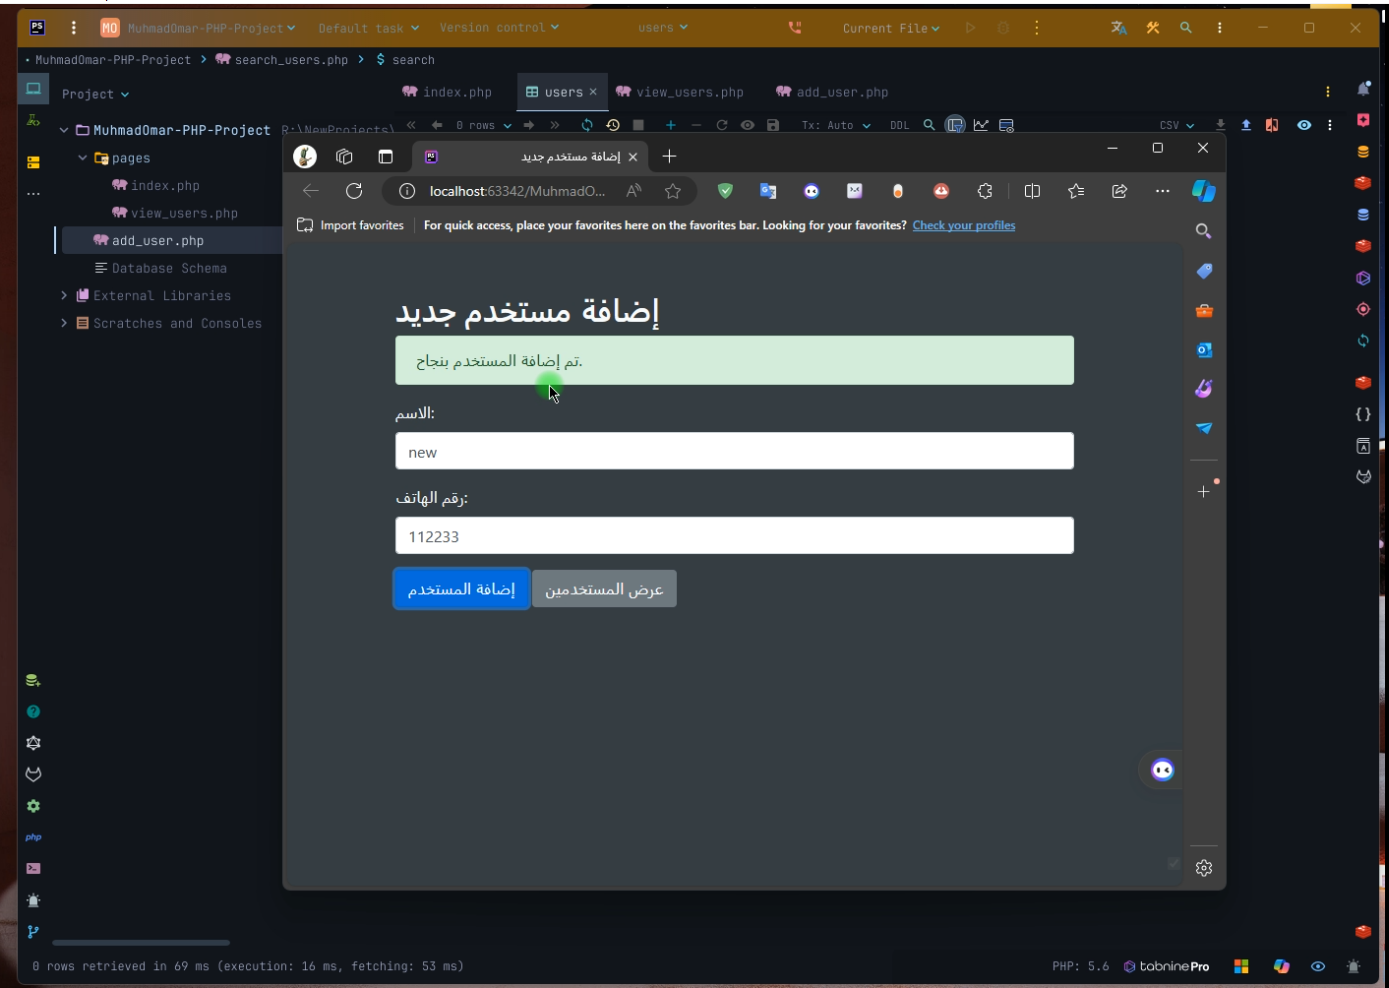 PS MO MuhmadOmar-PHP-Project Default task Version control users Current File
MuhmadOmar-PHP-Project > search_users.php > $ search
Project
index.php users view_users.php add_user.php
MuhmadOmar-PHP-Project R:\NewProjects\
0 rows Tx: Auto DDL CSV
pages
index.php
view_users.php
add_user.php
Database Schema
External Libraries
Scratches and Consoles
إضافة مستخدم جديد
localhost:63342/MuhmadO...
Import favorites For quick access, place your favorites here on the favorites bar. Looking for your favorites? Check your profiles
إضافة مستخدم جديد
تم إضافة المستخدم بنجاح.
الاسم:
new
رقم الهاتف:
112233
إضافة المستخدم عرض المستخدمين
php
0 rows retrieved in 69 ms (execution: 16 ms, fetching: 53 ms)
PHP: 5.6 tabnine Pro